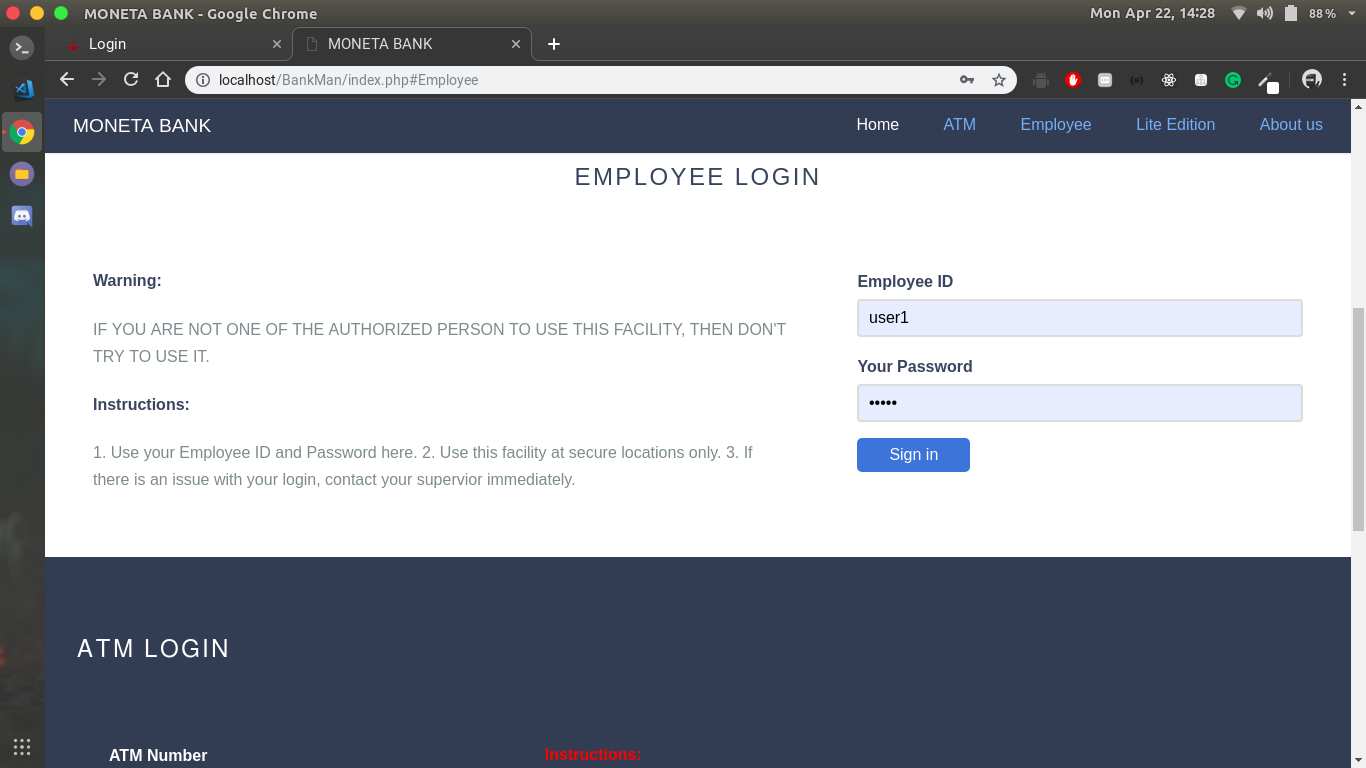 MONETA BANK - Google Chrome
Mon Apr 22, 14:28
88%
Login
MONETA BANK
localhost/BankMan/index.php#Employee
MONETA BANK
Home
ATM
Employee
Lite Edition
About us
EMPLOYEE LOGIN
Warning:
IF YOU ARE NOT ONE OF THE AUTHORIZED PERSON TO USE THIS FACILITY, THEN DON'T
TRY TO USE IT.
Instructions:
1. Use your Employee ID and Password here. 2. Use this facility at secure locations only. 3. If
there is an issue with your login, contact your supervior immediately.
Employee ID
user1
Your Password
•••••
Sign in
ATM LOGIN
ATM Number
Instructions: